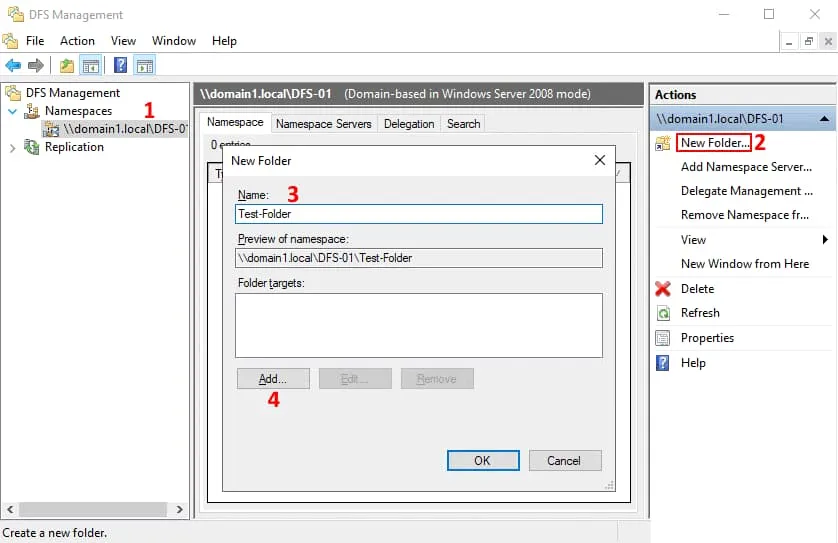 DFS Management
File Action View Window Help
DFS Management
Namespaces 1
\\domain1.local\DFS-0
Replication
\\domain1.local\DFS-01 (Domain-based in Windows Server 2008 mode)
Namespace Namespace Servers Delegation Search
0 entries
New Folder
Name: 3
Test-Folder
Preview of namespace:
\\domain1.local\DFS-01\Test-Folder
Folder targets:
Add... Edit... Remove
4
OK Cancel
Actions
\\domain1.local\DFS-01
New Folder... 2
Add Namespace Server...
Delegate Management ...
Remove Namespace fr...
View
New Window from Here
Delete
Refresh
Properties
Help
Create a new folder.